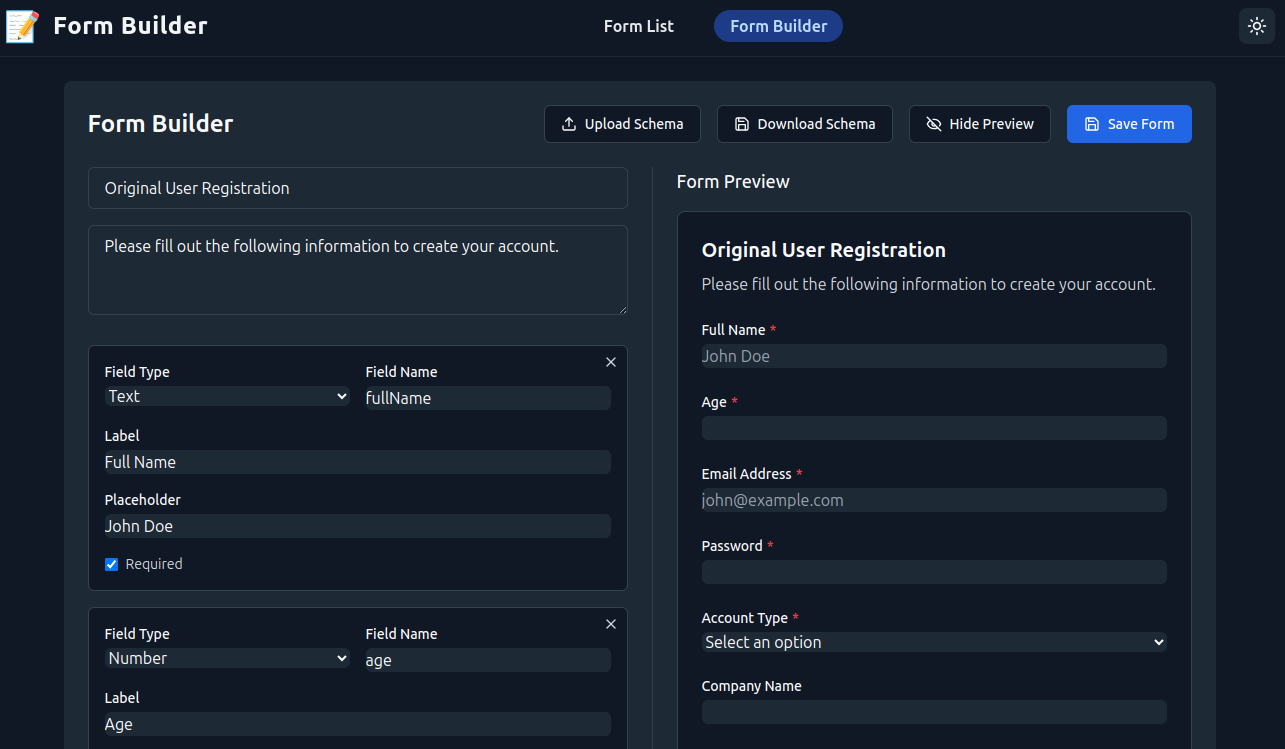 Form Builder
Form List
Form Builder
Form Builder
Upload Schema
Download Schema
Hide Preview
Save Form
Original User Registration
Please fill out the following information to create your account.
Field Type
Field Name
Text
fullName
Label
Full Name
Placeholder
John Doe
Required
Field Type
Field Name
Number
age
Label
Age
Form Preview
Original User Registration
Please fill out the following information to create your account.
Full Name *
John Doe
Age *
Email Address *
john@example.com
Password *
Account Type *
Select an option
Company Name